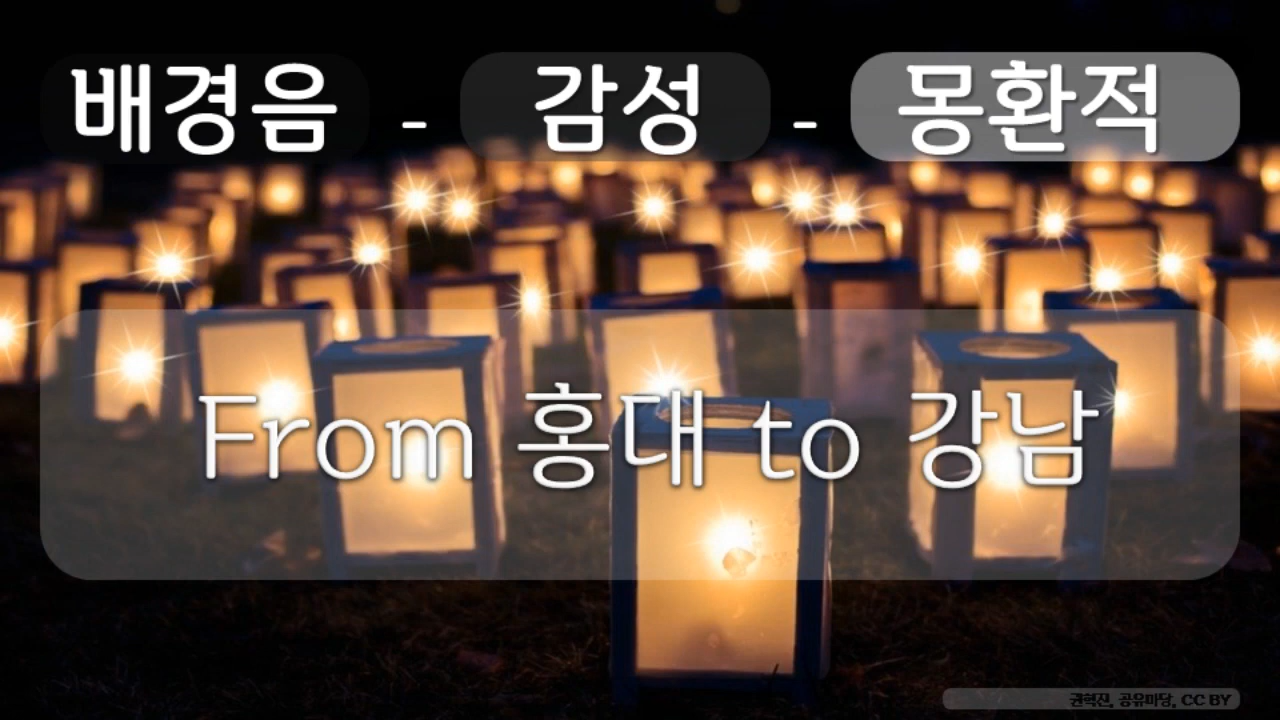 배경음 - 감성 - 몽환적
From 홍대 to 강남
권혁진, 공유마당, CC BY